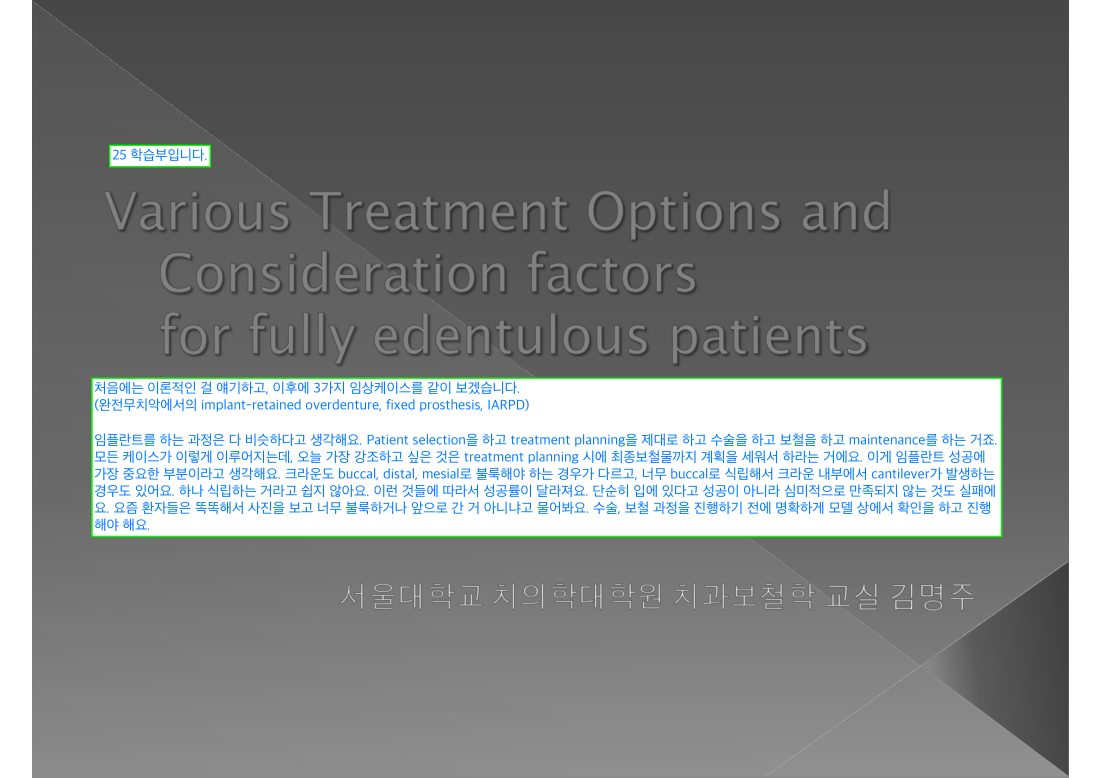 25 학습부입니다.
Various Treatment Options and
Consideration factors
for fully edentulous patients
처음에는 이론적인 걸 얘기하고, 이후에 3가지 임상케이스를 같이 보겠습니다.
(완전무치악에서의 implant-retained overdenture, fixed prosthesis, IARPD)
임플란트를 하는 과정은 다 비슷하다고 생각해요. Patient selection을 하고 treatment planning을 제대로 하고 수술을 하고 보철을 하고 maintenance를 하는 거죠.
모든 케이스가 이렇게 이루어지는데, 오늘 가장 강조하고 싶은 것은 treatment planning 시에 최종보철물까지 계획을 세워서 하라는 거에요. 이게 임플란트 성공에
가장 중요한 부분이라고 생각해요. 크라운도 buccal, distal, mesial로 불룩해야 하는 경우가 다르고, 너무 buccal로 식립해서 크라운 내부에서 cantilever가 발생하는
경우도 있어요. 하나 식립하는 거라고 쉽지 않아요. 이런 것들에 따라서 성공률이 달라져요. 단순히 입에 있다고 성공이 아니라 심미적으로 만족되지 않는 것도 실패에
요. 요즘 환자들은 똑똑해서 사진을 보고 너무 불룩하거나 앞으로 간 거 아니냐고 물어봐요. 수술, 보철 과정을 진행하기 전에 명확하게 모델 상에서 확인을 하고 진행
해야 해요.
서울대학교 치의학대학원 치과보철학 교실 김명주